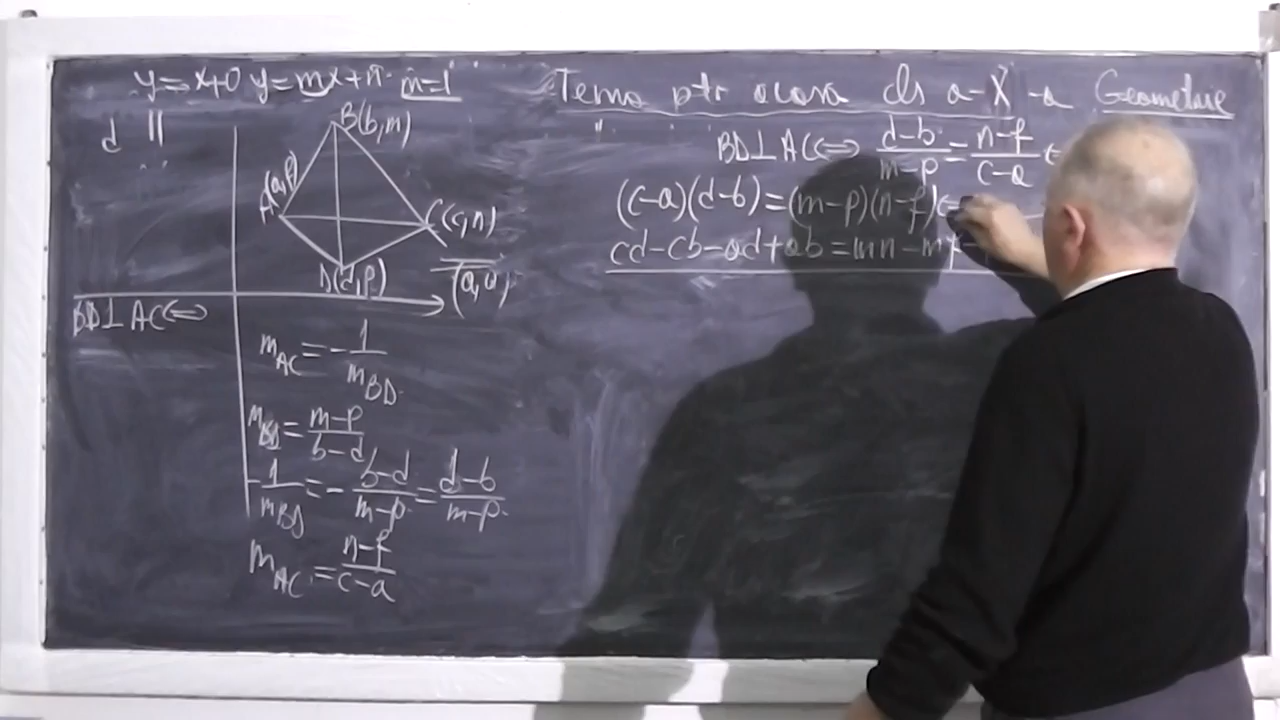 y=x+0 y=mx+n m=1
d ||
B(b,m)
A(a,f)
C(c,n)
D(d,p)
BD⊥AC⇔
m_AC=-1/m_BD
m_BD=(m-p)/(b-d)
-1/m_BD=-(b-d)/(m-p)=(d-b)/(m-p)
m_AC=(n-f)/(c-a)
Tema ptr acasa cls a-X-a Geometrie
BD⊥AC⇔ (d-b)/(m-p)=(n-f)/(c-a)
(c-a)(d-b)=(m-p)(n-f)⇔
cd-cb-ad+ab=mn-mf-